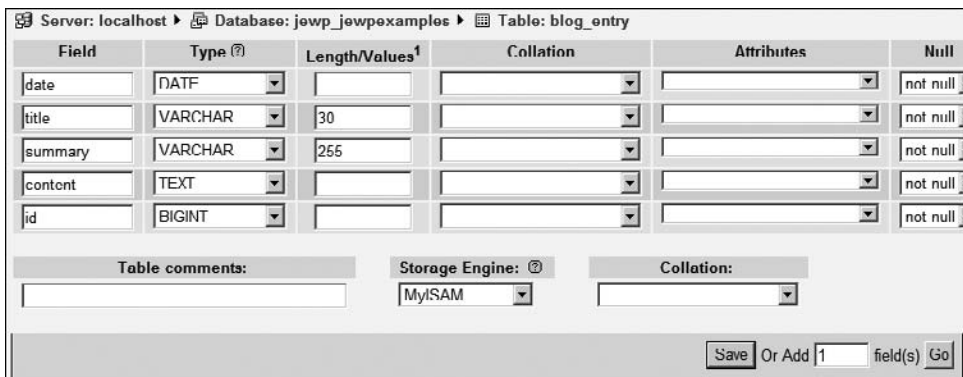 Server: localhost Database: jewp_jewpexamples Table: blog_entry
Field Type Length/Values1 Collation Attributes Null
date DATE not null
title VARCHAR 30 not null
summary VARCHAR 255 not null
content TEXT not null
id BIGINT not null
Table comments: Storage Engine: Collation:
MyISAM
Save Or Add 1 field(s) Go